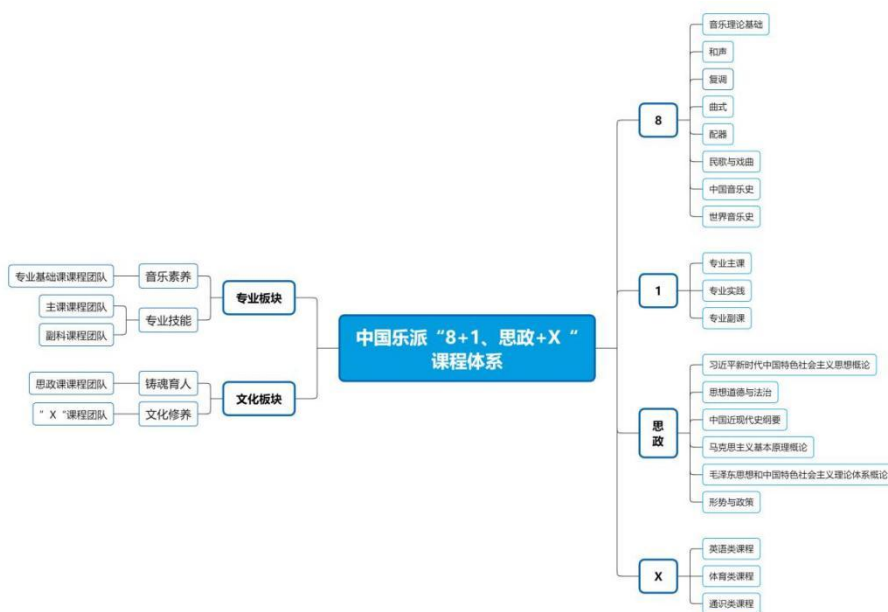 中国乐派“8+1、思政+X“
课程体系
专业板块
音乐素养
专业基础课课程团队
专业技能
主课课程团队
副科课程团队
文化板块
铸魂育人
思政课课程团队
文化修养
“X“课程团队
8
音乐理论基础
和声
复调
曲式
配器
民歌与戏曲
中国音乐史
世界音乐史
1
专业主课
专业实践
专业副课
思
政
习近平新时代中国特色社会主义思想概论
思想道德与法治
中国近现代史纲要
马克思主义基本原理概论
毛泽东思想和中国特色社会主义理论体系概论
形势与政策
X
英语类课程
体育类课程
通识类课程